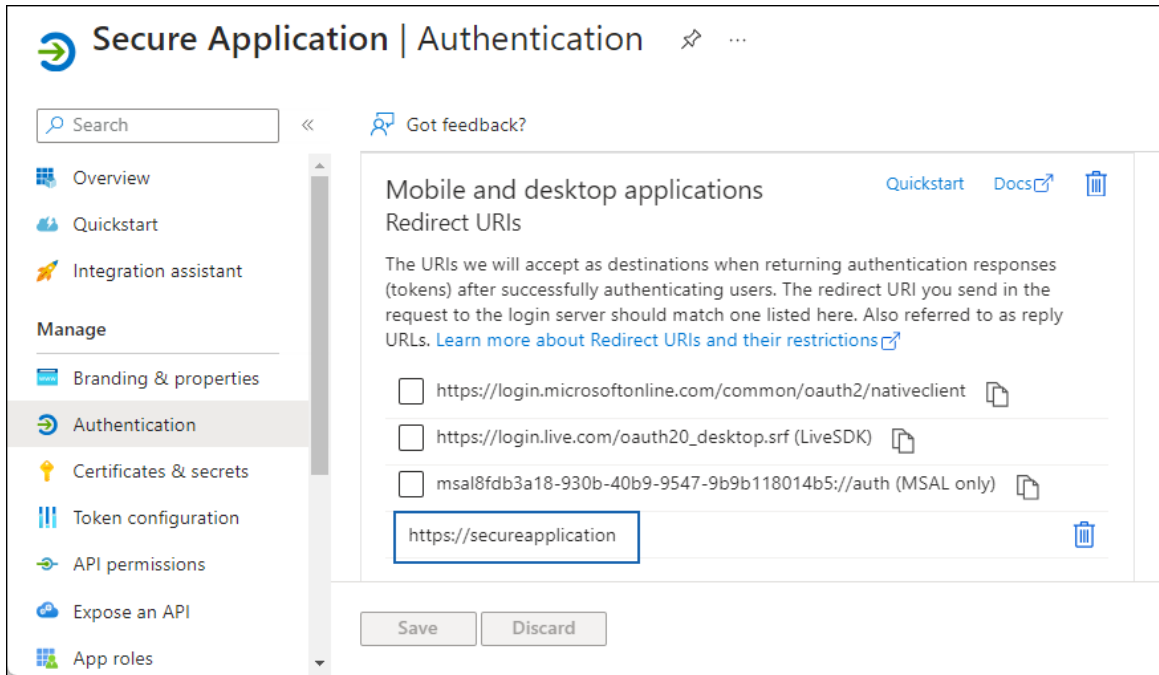 Secure Application | Authentication
Search
Got feedback?
Overview
Quickstart
Integration assistant
Manage
Branding & properties
Authentication
Certificates & secrets
Token configuration
API permissions
Expose an API
App roles
Mobile and desktop applications
Quickstart
Docs
Redirect URIs
The URIs we will accept as destinations when returning authentication responses
(tokens) after successfully authenticating users. The redirect URI you send in the
request to the login server should match one listed here. Also referred to as reply
URLs. Learn more about Redirect URIs and their restrictions
https://login.microsoftonline.com/common/oauth2/nativeclient
https://login.live.com/oauth20_desktop.srf (LiveSDK)
msal8fdb3a18-930b-40b9-9547-9b9b118014b5://auth (MSAL only)
https://secureapplication
Save
Discard